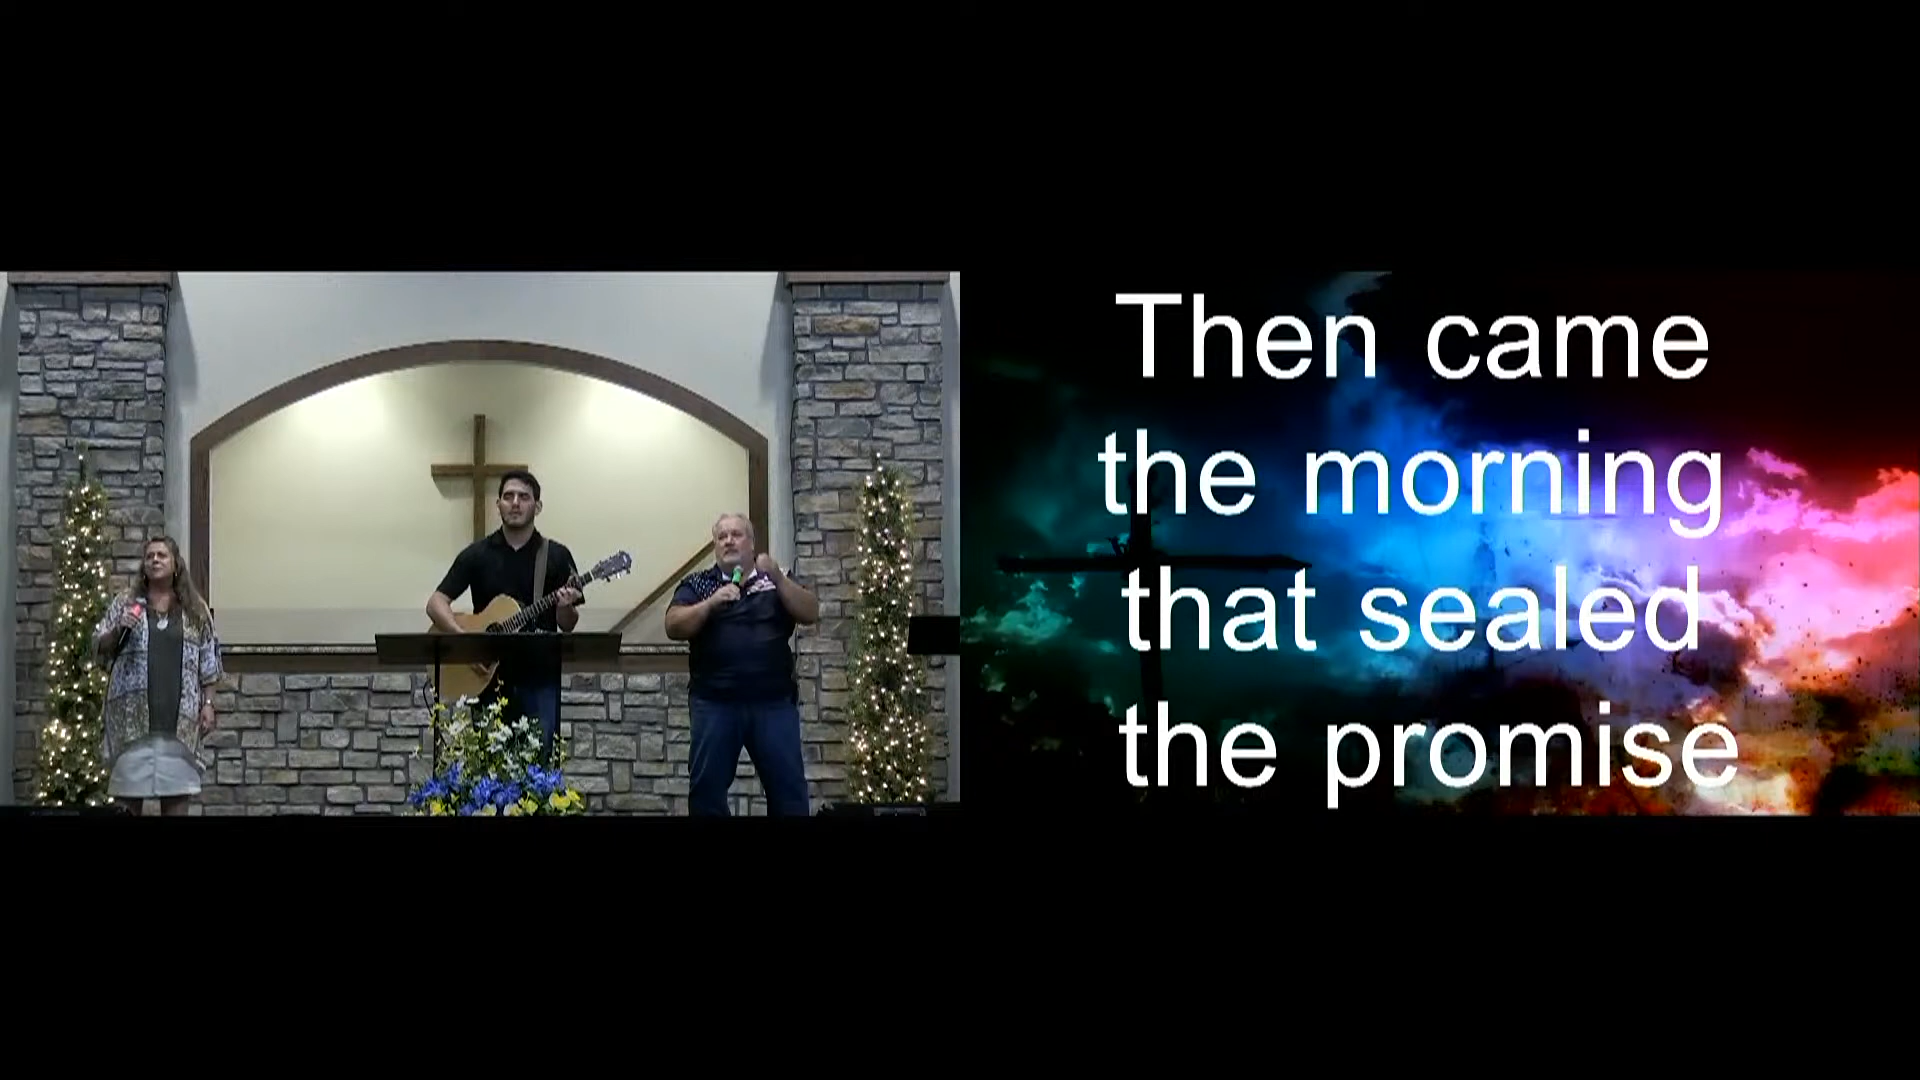 Then came
the morning
that sealed
the promise